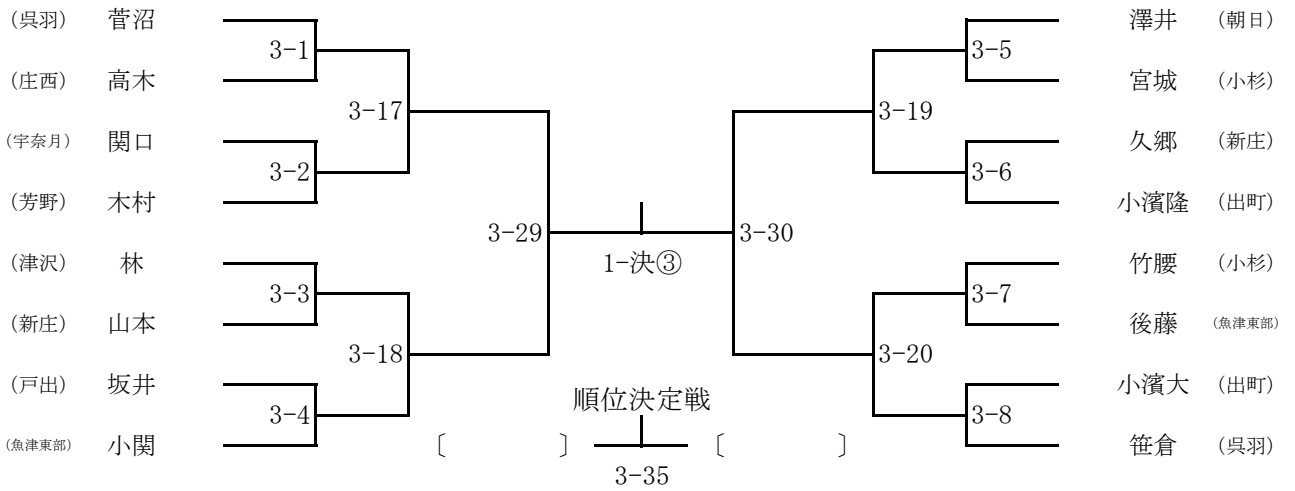 (呉羽) 菅沼 澤井 (朝日)
3-1 3-5
(庄西) 高木 宮城 (小杉)
3-17 3-19
(宇奈月) 関口 久郷 (新庄)
3-2 3-6
(芳野) 木村 小濱隆 (出町)
3-29 3-30
(津沢) 林 1-決③ 竹腰 (小杉)
3-3 3-7
(新庄) 山本 後藤 (魚津東部)
3-18 3-20
(戸出) 坂井 小濱大 (出町)
順位決定戦
3-4 3-8
(魚津東部) 小関 〔 〕 〔 〕 笹倉 (呉羽)
3-35